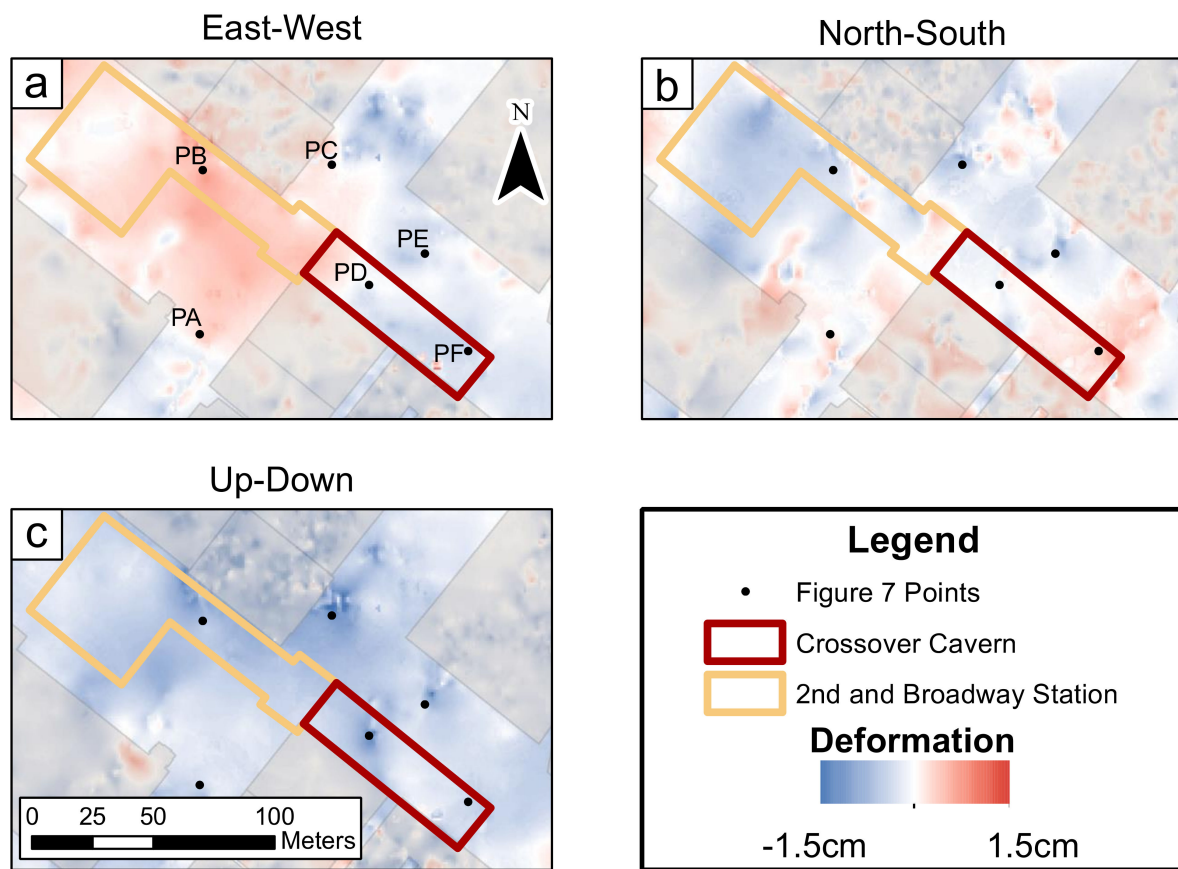 East-West
North-South
a
b
N
PB
PC
PE
PD
PA
PF
Up-Down
c
0 25 50 100
Meters
Legend
Figure 7 Points
Crossover Cavern
2nd and Broadway Station
Deformation
-1.5cm 1.5cm